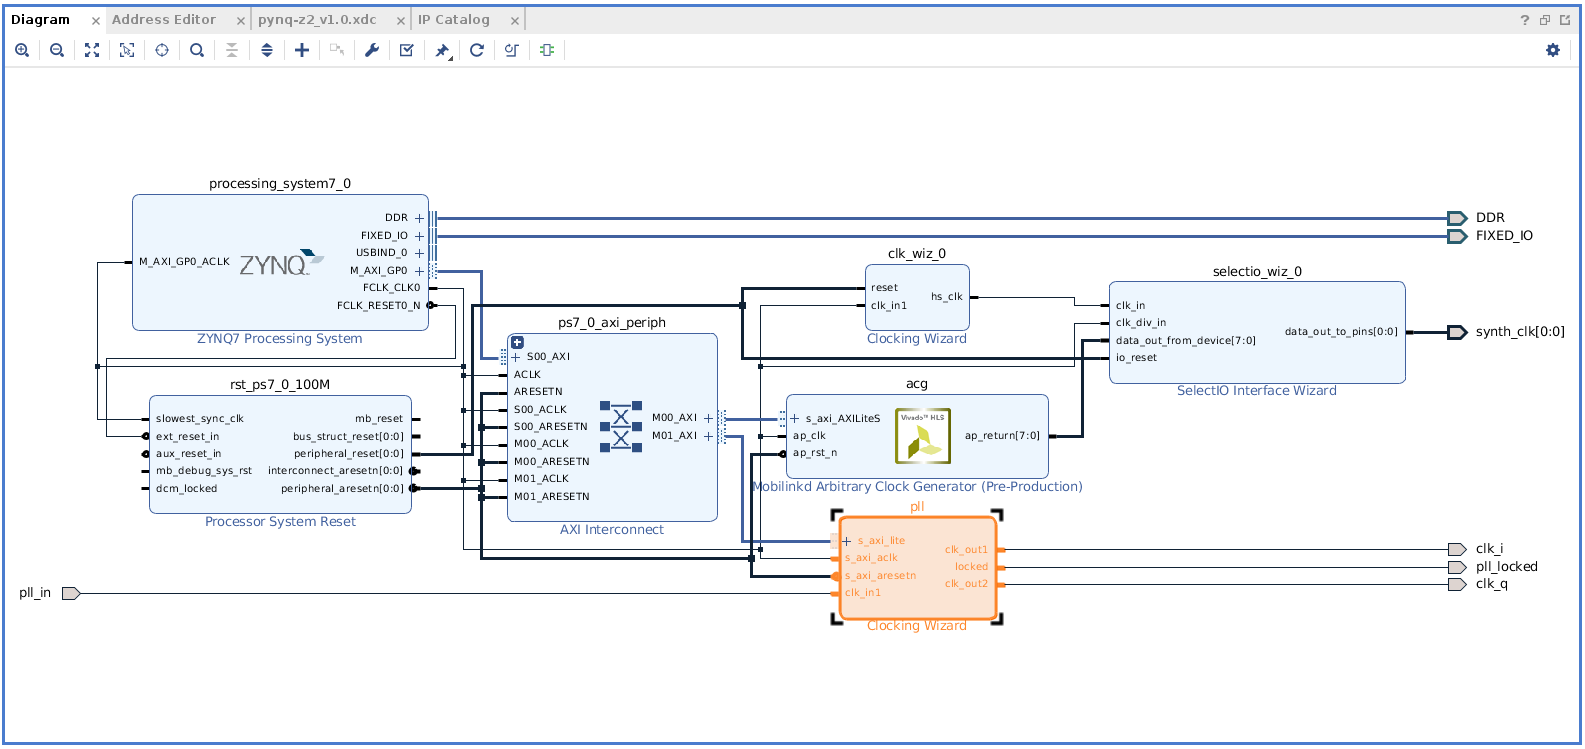 Diagram × Address Editor × pynq-z2_v1.0.xdc × IP Catalog ×
?
processing_system7_0
DDR
FIXED_IO
USBIND_0
M_AXI_GP0
FCLK_CLK0
FCLK_RESET0_N
M_AXI_GP0_ACLK
ZYNQ
ZYNQ7 Processing System
DDR
FIXED_IO
clk_wiz_0
reset
clk_in1
hs_clk
Clocking Wizard
selectio_wiz_0
clk_in
clk_div_in
data_out_from_device[7:0]
io_reset
data_out_to_pins[0:0]
SelectIO Interface Wizard
synth_clk[0:0]
ps7_0_axi_periph
S00_AXI
ACLK
ARESETN
S00_ACLK
S00_ARESETN
M00_ACLK
M00_ARESETN
M01_ACLK
M01_ARESETN
M00_AXI
M01_AXI
AXI Interconnect
rst_ps7_0_100M
slowest_sync_clk
ext_reset_in
aux_reset_in
mb_debug_sys_rst
dcm_locked
mb_reset
bus_struct_reset[0:0]
peripheral_reset[0:0]
interconnect_aresetn[0:0]
peripheral_aresetn[0:0]
Processor System Reset
acg
s_axi_AXILiteS
ap_clk
ap_rst_n
Vivado™ HLS
ap_return[7:0]
Mobilinkd Arbitrary Clock Generator (Pre-Production)
pll
s_axi_lite
s_axi_aclk
s_axi_aresetn
clk_in1
clk_out1
locked
clk_out2
Clocking Wizard
pll_in
clk_i
pll_locked
clk_q